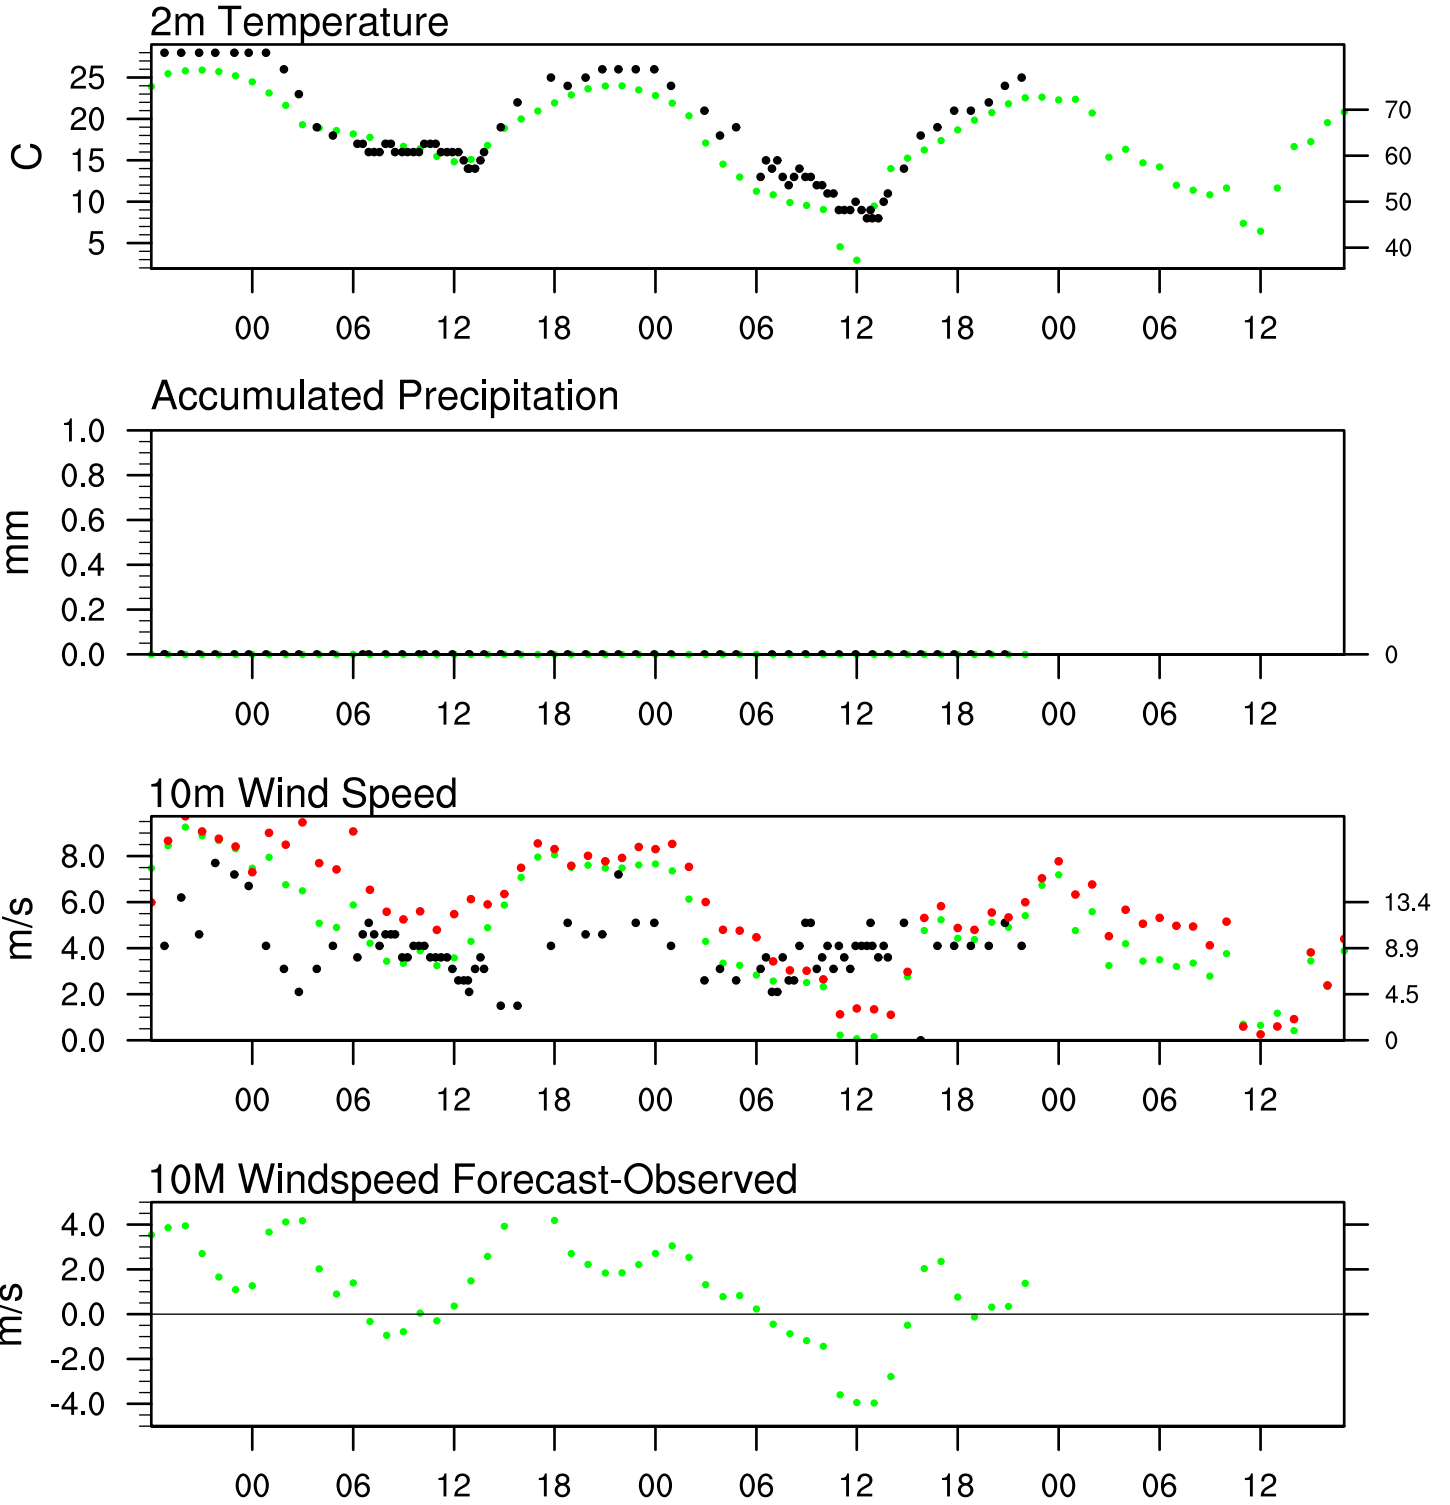 2m Temperature
25
20
15
10
5
C
70
60
50
40
00 06 12 18 00 06 12 18 00 06 12
Accumulated Precipitation
1.0
0.8
0.6
0.4
0.2
0.0
mm
0
00 06 12 18 00 06 12 18 00 06 12
10m Wind Speed
8.0
6.0
4.0
2.0
0.0
m/s
13.4
8.9
4.5
0
00 06 12 18 00 06 12 18 00 06 12
10M Windspeed Forecast-Observed
4.0
2.0
0.0
-2.0
-4.0
m/s
00 06 12 18 00 06 12 18 00 06 12